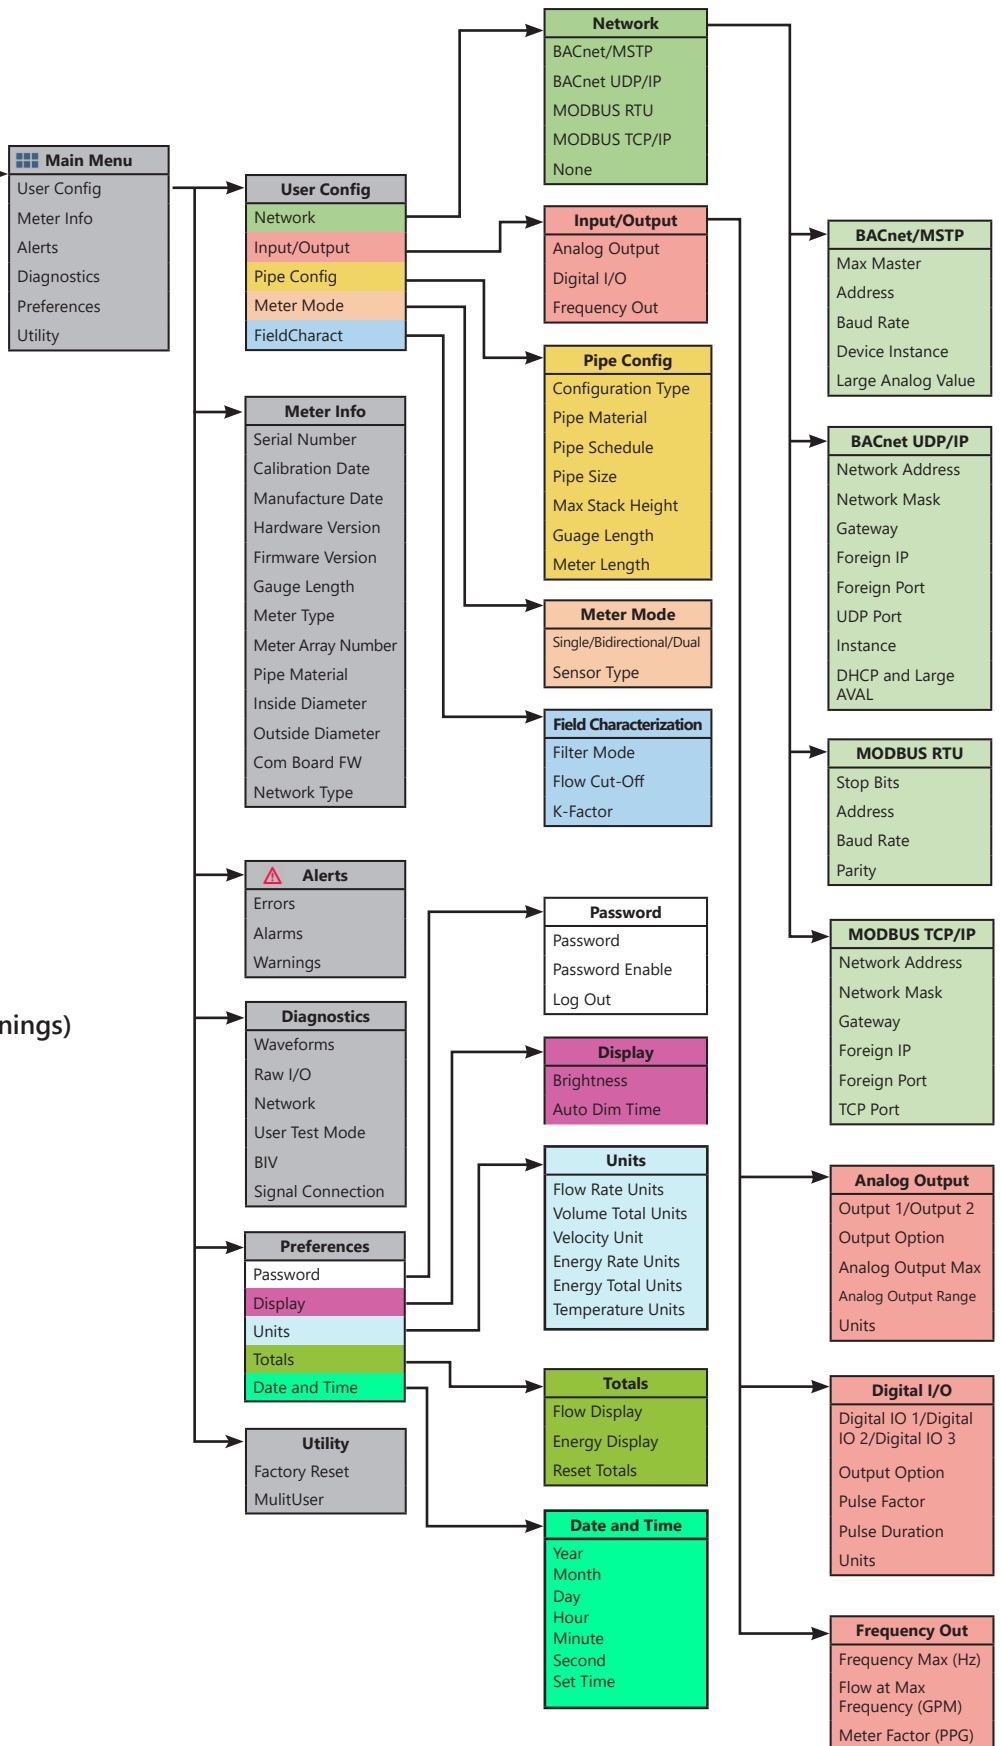 Main Menu
User Config
Meter Info
Alerts
Diagnostics
Preferences
Utility
nings)
User Config
Network
Input/Output
Pipe Config
Meter Mode
FieldCharact
Meter Info
Serial Number
Calibration Date
Manufacture Date
Hardware Version
Firmware Version
Gauge Length
Meter Type
Meter Array Number
Pipe Material
Inside Diameter
Outside Diameter
Com Board FW
Network Type
Alerts
Errors
Alarms
Warnings
Diagnostics
Waveforms
Raw I/O
Network
User Test Mode
BIV
Signal Connection
Preferences
Password
Display
Units
Totals
Date and Time
Utility
Factory Reset
MulitUser
Network
BACnet/MSTP
BACnet UDP/IP
MODBUS RTU
MODBUS TCP/IP
None
Input/Output
Analog Output
Digital I/O
Frequency Out
Pipe Config
Configuration Type
Pipe Material
Pipe Schedule
Pipe Size
Max Stack Height
Guage Length
Meter Length
Meter Mode
Single/Bidirectional/Dual
Sensor Type
Field Characterization
Filter Mode
Flow Cut-Off
K-Factor
Password
Password
Password Enable
Log Out
Display
Brightness
Auto Dim Time
Units
Flow Rate Units
Volume Total Units
Velocity Unit
Energy Rate Units
Energy Total Units
Temperature Units
Totals
Flow Display
Energy Display
Reset Totals
Date and Time
Year
Month
Day
Hour
Minute
Second
Set Time
BACnet/MSTP
Max Master
Address
Baud Rate
Device Instance
Large Analog Value
BACnet UDP/IP
Network Address
Network Mask
Gateway
Foreign IP
Foreign Port
UDP Port
Instance
DHCP and Large
AVAL
MODBUS RTU
Stop Bits
Address
Baud Rate
Parity
MODBUS TCP/IP
Network Address
Network Mask
Gateway
Foreign IP
Foreign Port
TCP Port
Analog Output
Output 1/Output 2
Output Option
Analog Output Max
Analog Output Range
Units
Digital I/O
Digital IO 1/Digital
IO 2/Digital IO 3
Output Option
Pulse Factor
Pulse Duration
Units
Frequency Out
Frequency Max (Hz)
Flow at Max
Frequency (GPM)
Meter Factor (PPG)